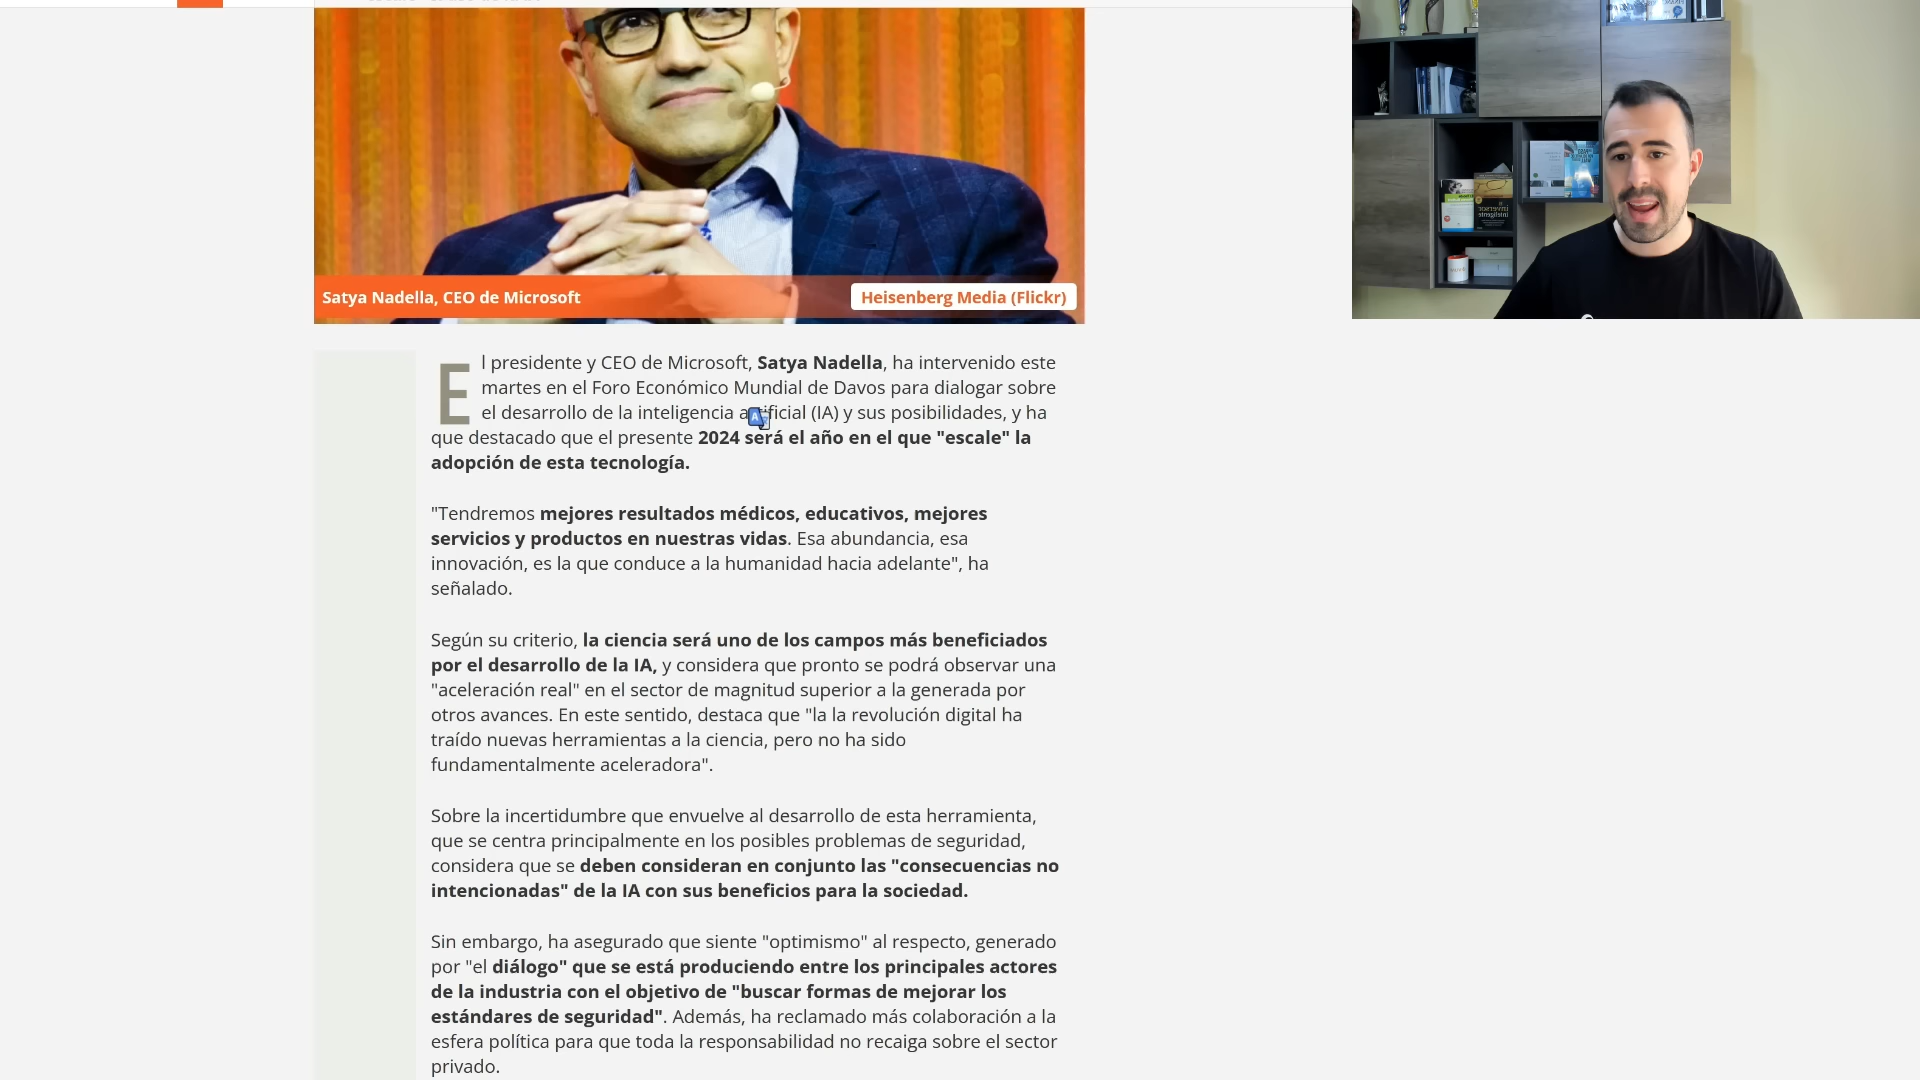 Satya Nadella, CEO de Microsoft
Heisenberg Media (Flickr)
El presidente y CEO de Microsoft, Satya Nadella, ha intervenido este
martes en el Foro Económico Mundial de Davos para dialogar sobre
el desarrollo de la inteligencia artificial (IA) y sus posibilidades, y ha
que destacado que el presente 2024 será el año en el que "escale" la
adopción de esta tecnología.
"Tendremos mejores resultados médicos, educativos, mejores
servicios y productos en nuestras vidas. Esa abundancia, esa
innovación, es la que conduce a la humanidad hacia adelante", ha
señalado.
Según su criterio, la ciencia será uno de los campos más beneficiados
por el desarrollo de la IA, y considera que pronto se podrá observar una
"aceleración real" en el sector de magnitud superior a la generada por
otros avances. En este sentido, destaca que "la la revolución digital ha
traído nuevas herramientas a la ciencia, pero no ha sido
fundamentalmente aceleradora".
Sobre la incertidumbre que envuelve al desarrollo de esta herramienta,
que se centra principalmente en los posibles problemas de seguridad,
considera que se deben consideran en conjunto las "consecuencias no
intencionadas" de la IA con sus beneficios para la sociedad.
Sin embargo, ha asegurado que siente "optimismo" al respecto, generado
por "el diálogo" que se está produciendo entre los principales actores
de la industria con el objetivo de "buscar formas de mejorar los
estándares de seguridad". Además, ha reclamado más colaboración a la
esfera política para que toda la responsabilidad no recaiga sobre el sector
privado.